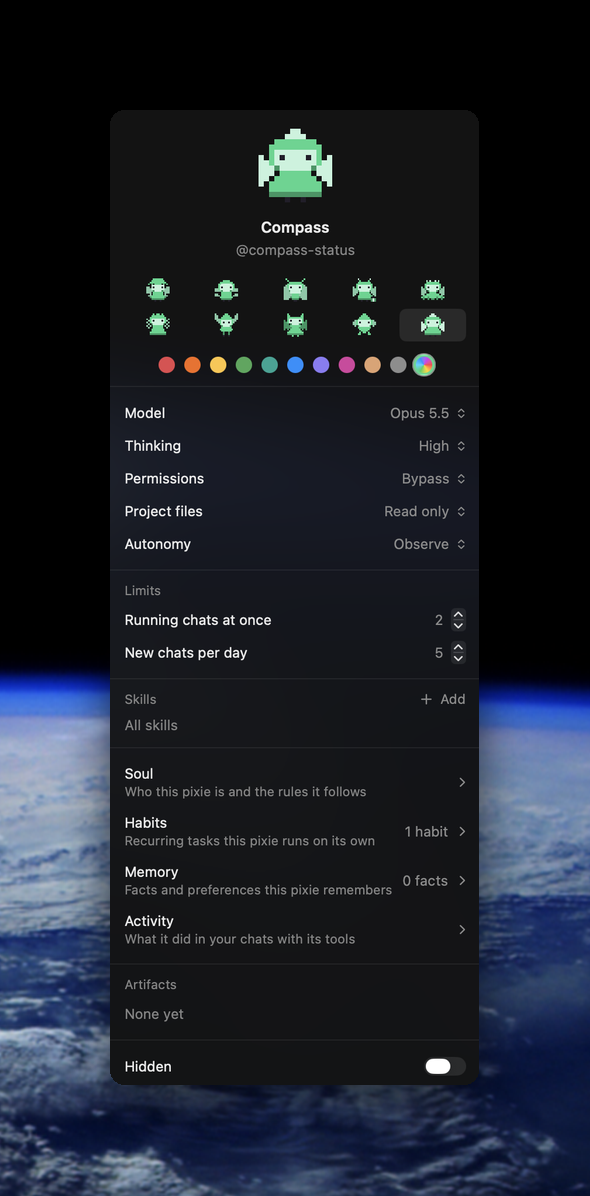 Compass
@compass-status
Model Opus 5.5
Thinking High
Permissions Bypass
Project files Read only
Autonomy Observe
Limits
Running chats at once 2
New chats per day 5
Skills + Add
All skills
Soul
Who this pixie is and the rules it follows
Habits 1 habit
Recurring tasks this pixie runs on its own
Memory 0 facts
Facts and preferences this pixie remembers
Activity
What it did in your chats with its tools
Artifacts
None yet
Hidden